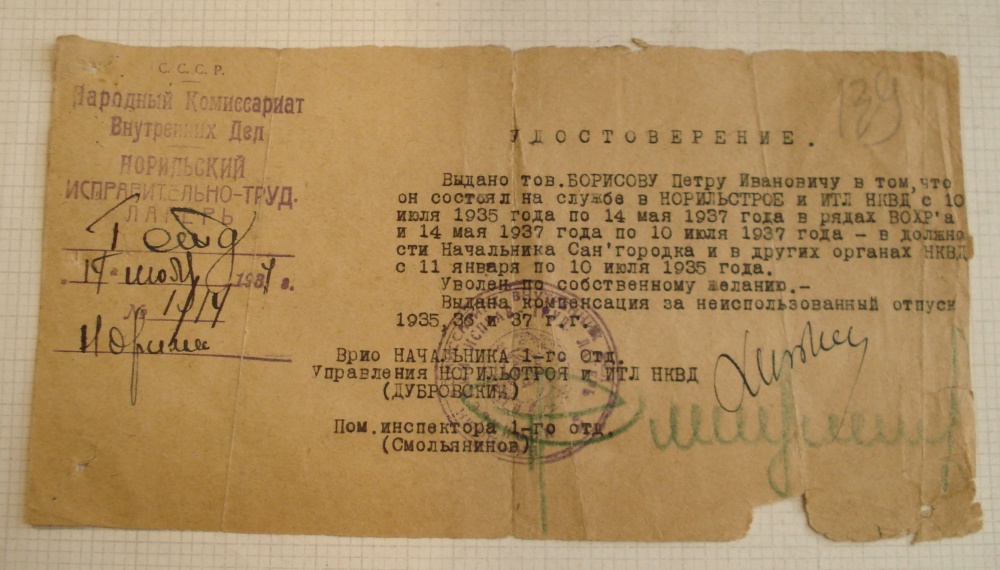 С. С. С. Р.
Народный Комиссариат
Внутренних Дел
НОРИЛЬСКИЙ
ИСПРАВИТЕЛЬНО-ТРУД.
ЛАГЕРЬ
1 отд
1937 г.
№
139
УДОСТОВЕРЕНИЕ.
Выдано тов.БОРИСОВУ Петру Ивановичу в том,что
он состоял на службе в НОРИЛЬСТРОЕ и ИТЛ НКВД с 10
июля 1935 года по 14 мая 1937 года в рядах ВОХР'а
и 14 мая 1937 года по 10 июля 1937 года - в должно
сти Начальника Сан'городка и в других органах НКВД
с 11 января по 10 июля 1935 года.
Уволен по собственному желанию.-
Выдана компенсация за неиспользованный отпуск
1935,36 и 37 г.г.
Врио НАЧАЛЬНИКА 1-го Отд.
Управления НОРИЛЬСТРОЯ и ИТЛ НКВД
(ДУБРОВСКИЙ)
Пом.инспектора 1-го отд.
(Смольянинов)